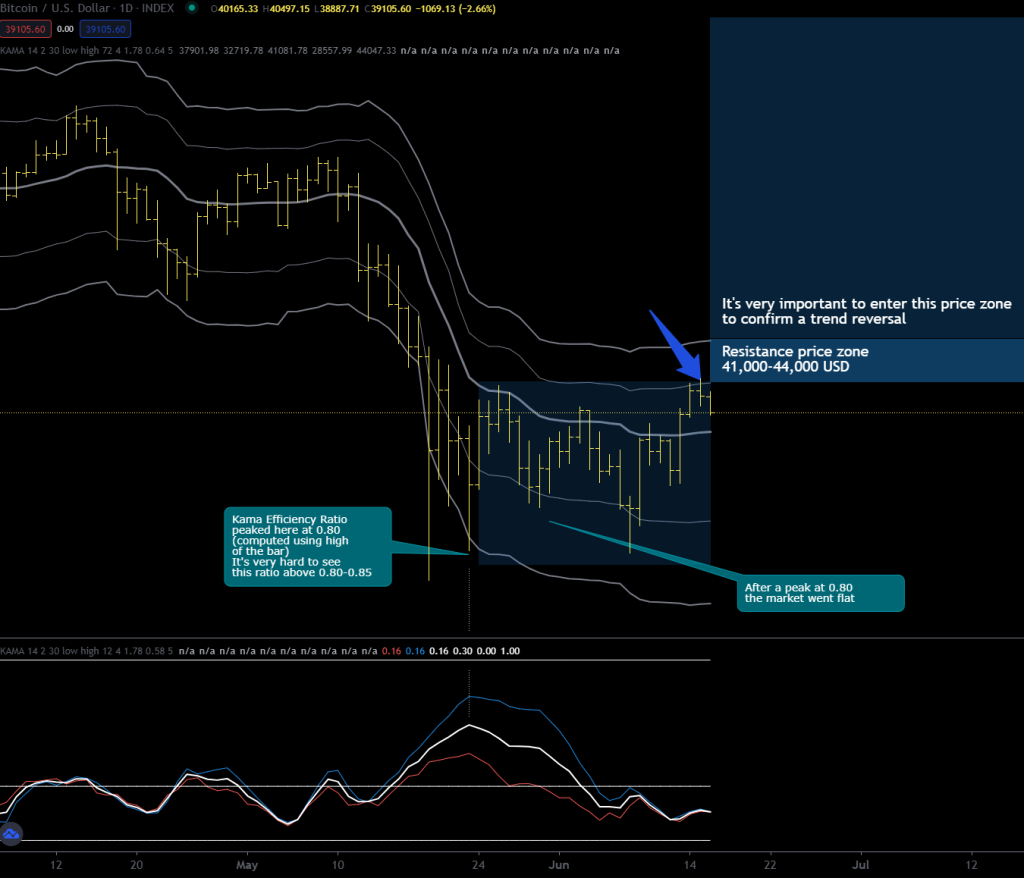 Bitcoin / U.S. Dollar · 1D · INDEX O40165.33 H40497.15 L38887.71 C39105.60 −1069.13 (−2.66%)
39105.60 0.00 39105.60
KAMA 14 2 30 low high 72 4 1.78 0.64 5 37901.98 32719.78 41081.78 28557.99 44047.33 n/a n/a n/a n/a n/a n/a n/a n/a n/a n/a n/a
It's very important to enter this price zone
to confirm a trend reversal
Resistance price zone
41,000-44,000 USD
Kama Efficiency Ratio
peaked here at 0.80
(computed using high
of the bar)
It's very hard to see
this ratio above 0.80-0.85
After a peak at 0.80
the market went flat
KAMA 14 2 30 low high 12 4 1.78 0.58 5 n/a n/a n/a n/a n/a n/a n/a n/a n/a n/a 0.16 0.16 0.16 0.30 0.00 1.00
12 20 May 10 24 Jun 14 22 Jul 12